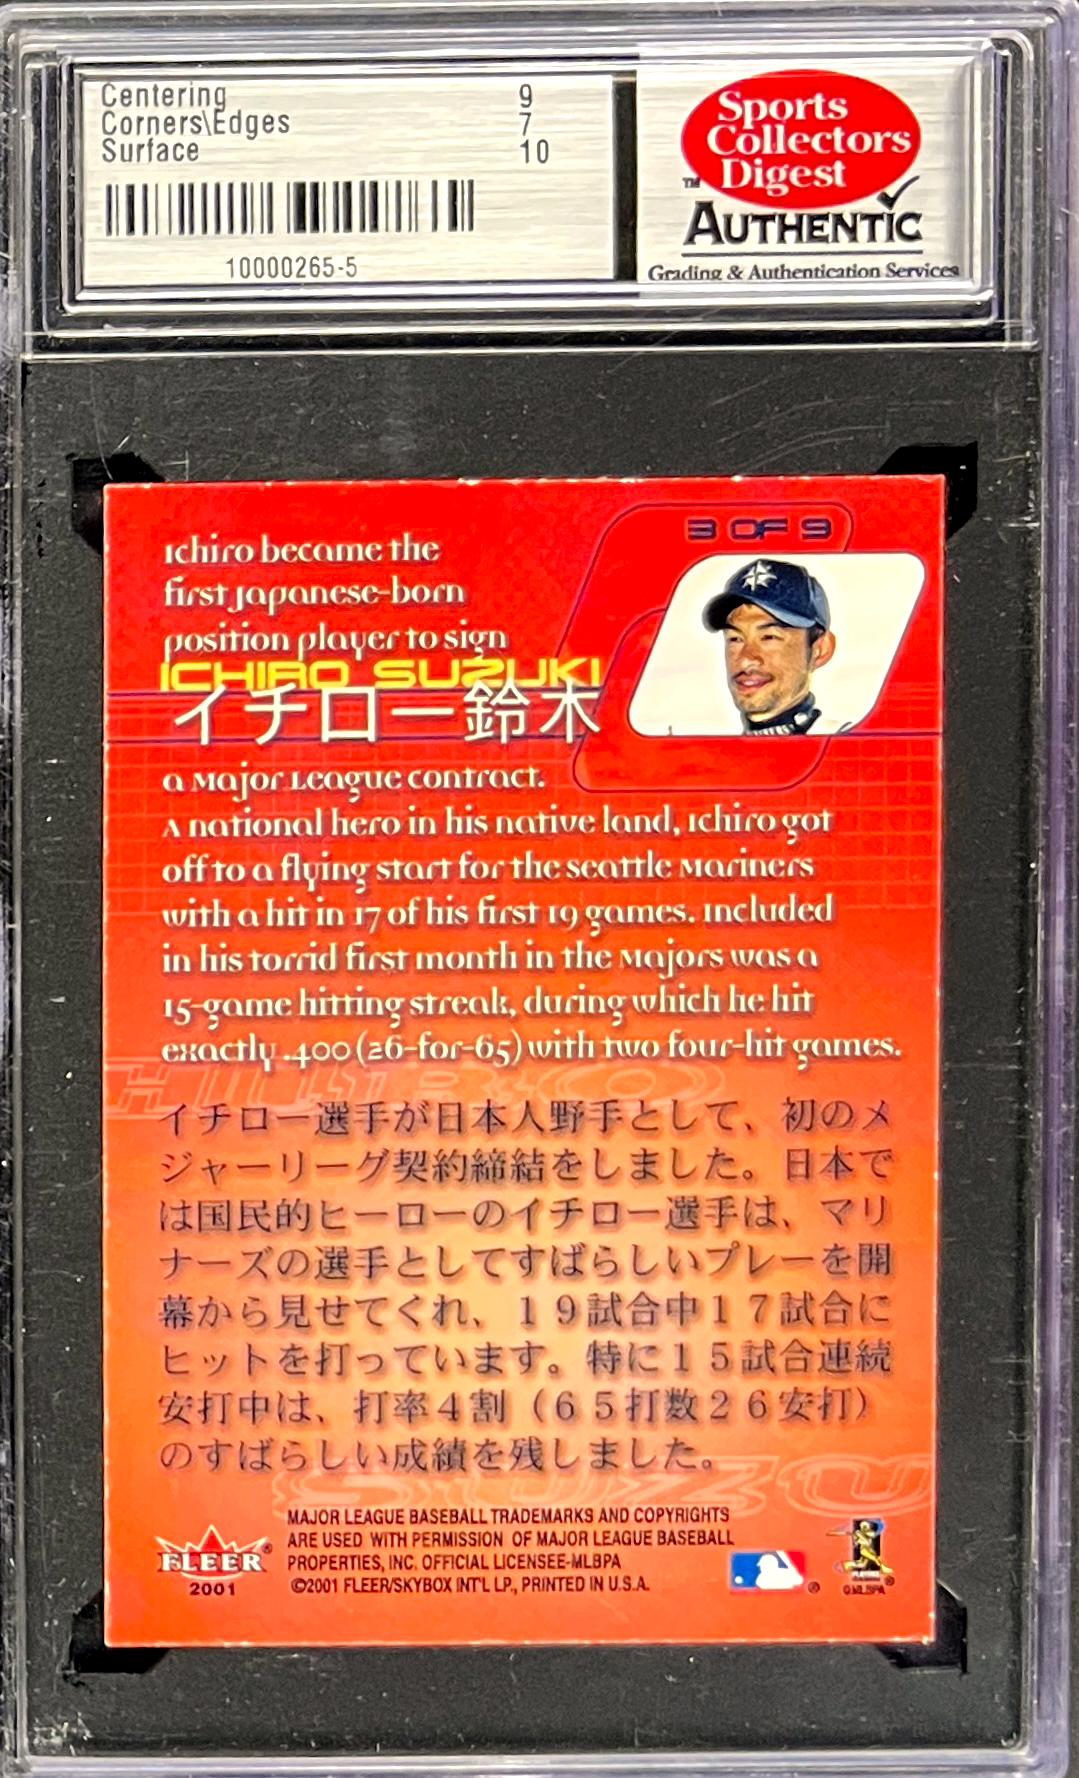 Centering 9
Corners\Edges 7
Surface 10
10000265-5
Sports
Collectors
Digest
™
AUTHENTIC
Grading & Authentication Services
3 OF 9
Ichiro became the
first Japanese-born
position player to sign
ICHIRO SUZUKI
イチロー鈴木
a Major League contract.
A national hero in his native land, Ichiro got
off to a flying start for the Seattle Mariners
with a hit in 17 of his first 19 games. Included
in his torrid first month in the Majors was a
15-game hitting streak, during which he hit
exactly .400 (26-for-65) with two four-hit games.
イチロー選手が日本人野手として、初のメ
ジャーリーグ契約締結をしました。日本で
は国民的ヒーローのイチロー選手は、マリ
ナーズの選手としてすばらしいプレーを開
幕から見せてくれ、１９試合中１７試合に
ヒットを打っています。特に１５試合連続
安打中は、打率４割（６５打数２６安打）
のすばらしい成績を残しました。
MAJOR LEAGUE BASEBALL TRADEMARKS AND COPYRIGHTS
ARE USED WITH PERMISSION OF MAJOR LEAGUE BASEBALL
PROPERTIES, INC. OFFICIAL LICENSEE-MLBPA
©2001 FLEER/SKYBOX INT'L LP., PRINTED IN U.S.A.
FLEER®
2001
®
©MLBPA